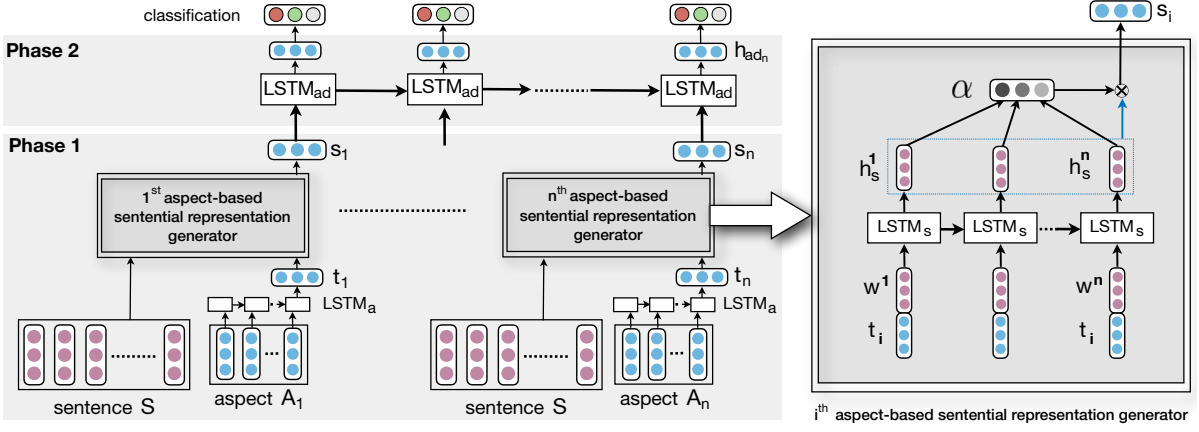 classification
Phase 2
LSTM_ad
LSTM_ad
LSTM_ad
h_ad_n
Phase 1
s_1
s_n
1^st aspect-based
sentential representation
generator
n^th aspect-based
sentential representation
generator
t_1
t_n
LSTM_a
LSTM_a
sentence S
aspect A_1
sentence S
aspect A_n
s_i
α
h_s^1
h_s^n
LSTM_s
LSTM_s
LSTM_s
w^1
w^n
t_i
t_i
i^th aspect-based sentential representation generator